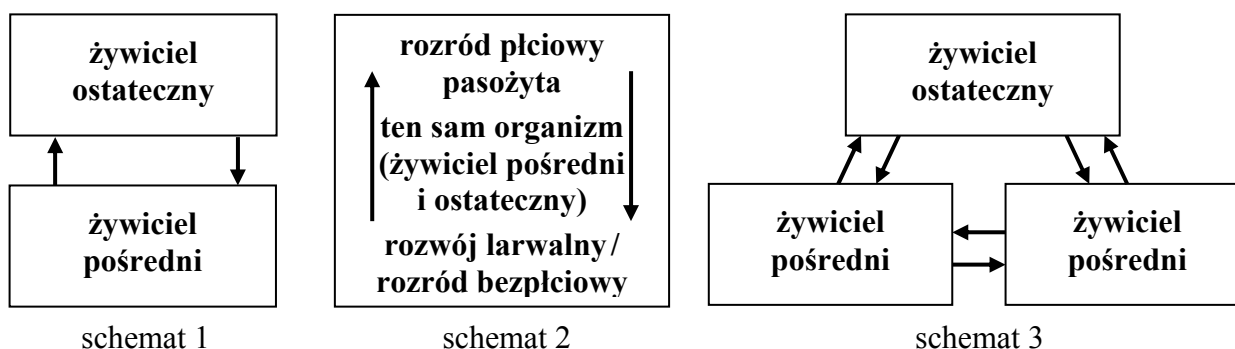 żywiciel
ostateczny
żywiciel
pośredni
schemat 1
rozród płciowy
pasożyta
ten sam organizm
(żywiciel pośredni
i ostateczny)
rozwój larwalny /
rozród bezpłciowy
schemat 2
żywiciel
ostateczny
żywiciel
pośredni
żywiciel
pośredni
schemat 3